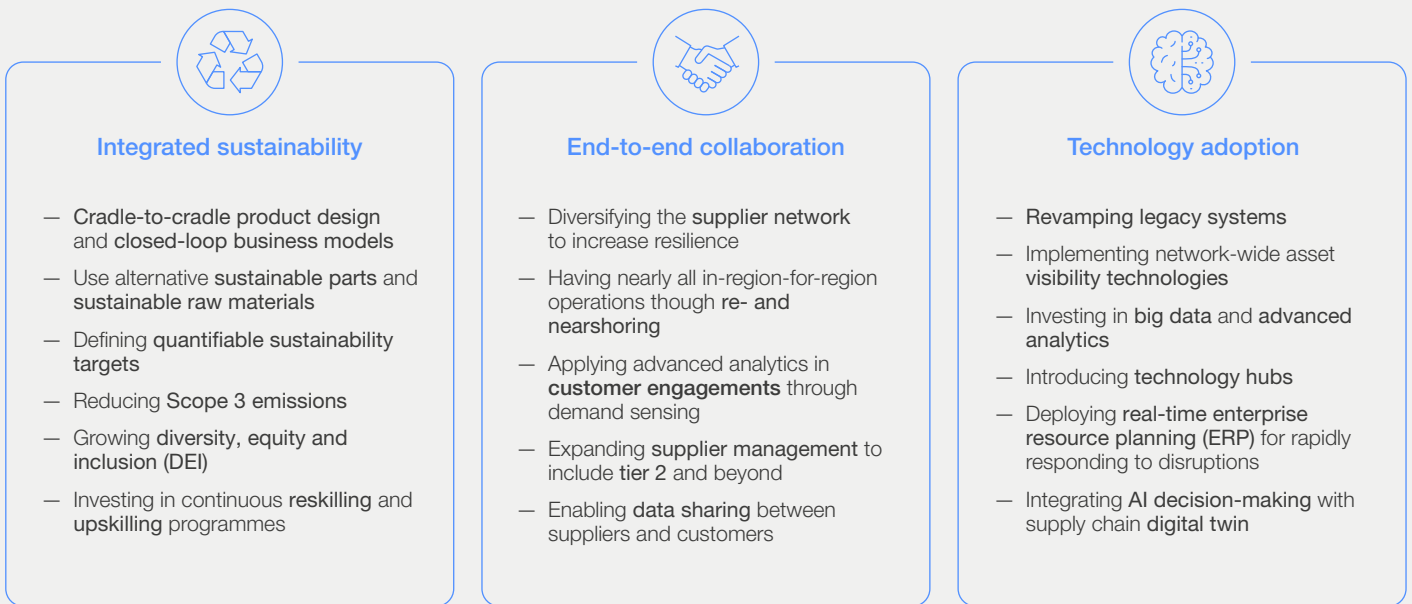 Integrated sustainability
— Cradle-to-cradle product design
and closed-loop business models
— Use alternative sustainable parts and
sustainable raw materials
— Defining quantifiable sustainability
targets
— Reducing Scope 3 emissions
— Growing diversity, equity and
inclusion (DEI)
— Investing in continuous reskilling and
upskilling programmes
End-to-end collaboration
— Diversifying the supplier network
to increase resilience
— Having nearly all in-region-for-region
operations though re- and
nearshoring
— Applying advanced analytics in
customer engagements through
demand sensing
— Expanding supplier management to
include tier 2 and beyond
— Enabling data sharing between
suppliers and customers
Technology adoption
— Revamping legacy systems
— Implementing network-wide asset
visibility technologies
— Investing in big data and advanced
analytics
— Introducing technology hubs
— Deploying real-time enterprise
resource planning (ERP) for rapidly
responding to disruptions
— Integrating AI decision-making with
supply chain digital twin